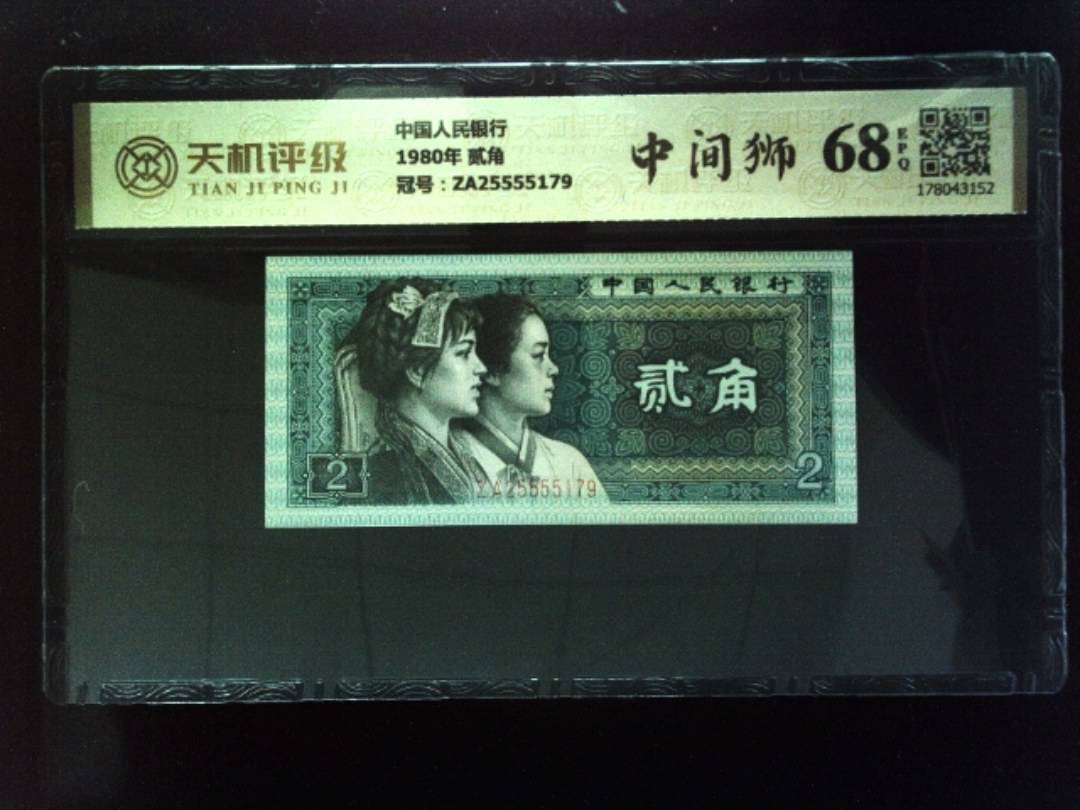 天机评级
TIAN JI PING JI
中国人民银行
1980年 贰角
冠号：ZA25555179
中间狮 68
EPQ
178043152
中国人民银行
贰角
2
2
ZA25555179